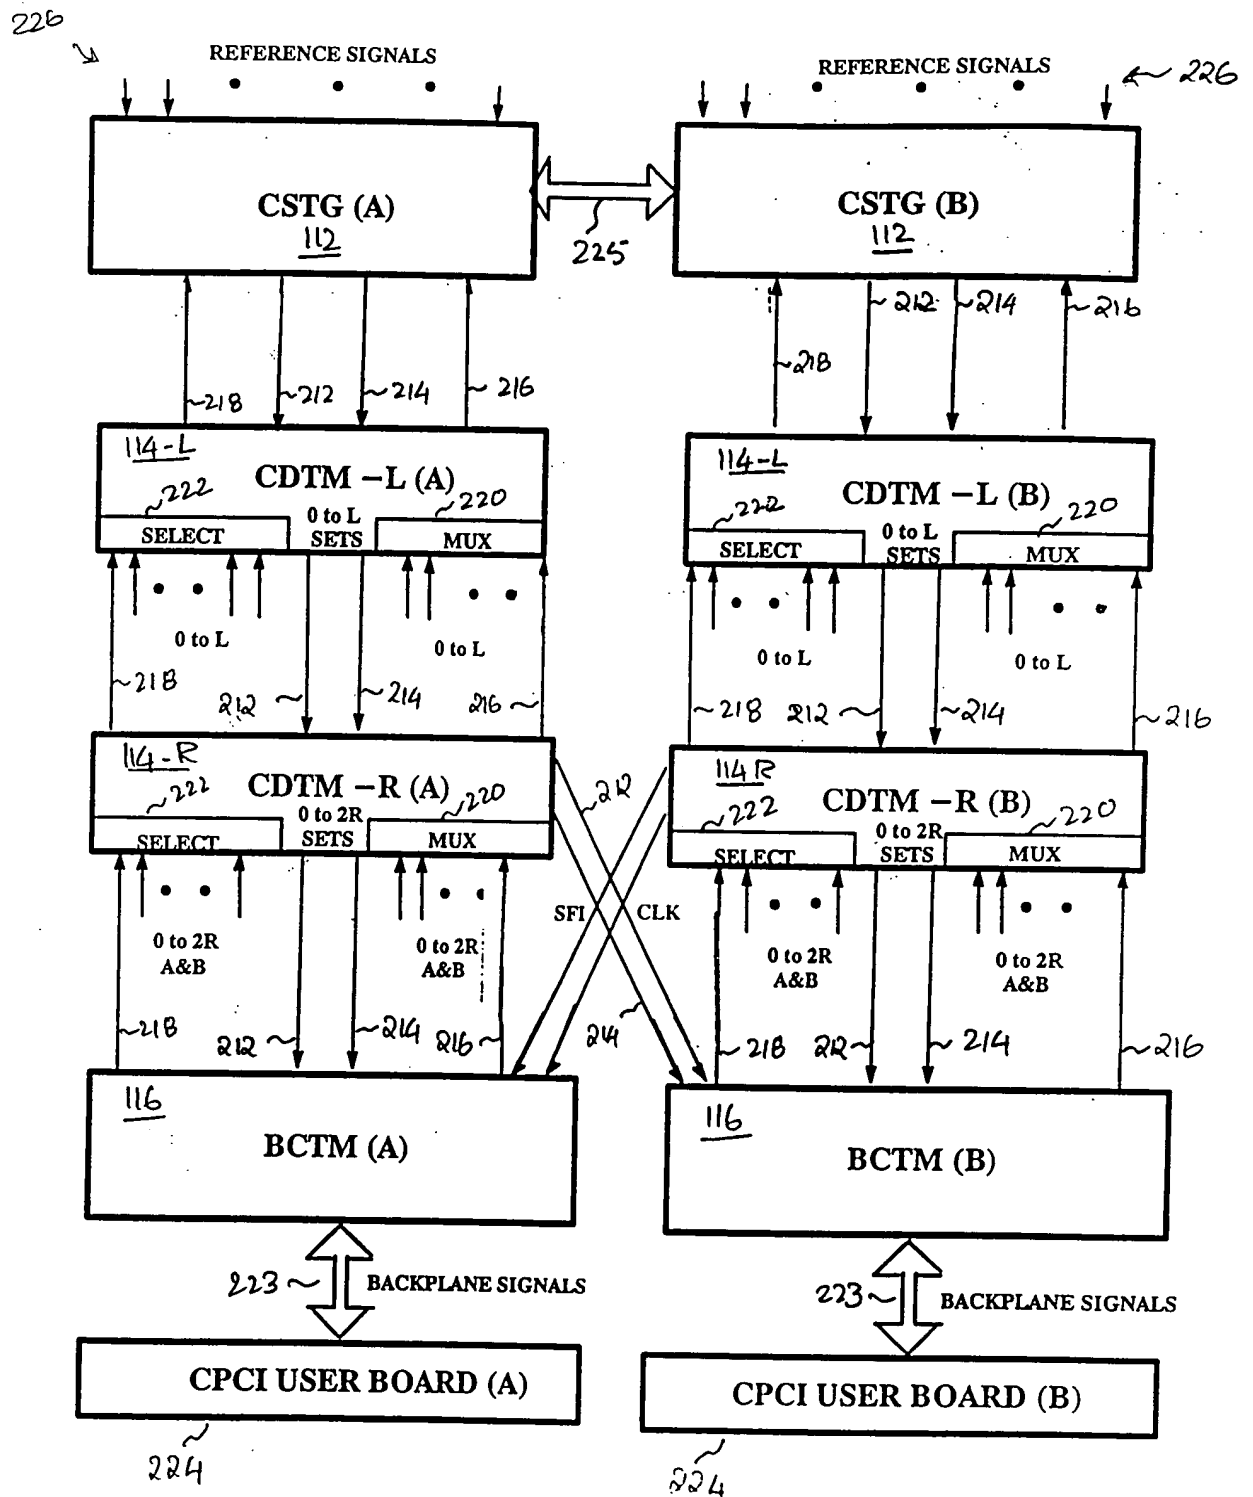 226
REFERENCE SIGNALS
REFERENCE SIGNALS
226
CSTG (A)
112
225
CSTG (B)
112
218
212
214
216
218
212
214
216
114-L
CDTM -L (A)
222
220
SELECT
0 to L
SETS
MUX
114-L
CDTM -L (B)
222
220
SELECT
0 to L
SETS
MUX
0 to L
0 to L
0 to L
0 to L
218
212
214
216
218
212
214
216
114-R
CDTM -R (A)
222
220
SELECT
0 to 2R
SETS
MUX
212
114R
CDTM -R (B)
222
220
SELECT
0 to 2R
SETS
MUX
SFI
CLK
0 to 2R
A&B
0 to 2R
A&B
0 to 2R
A&B
0 to 2R
A&B
218
212
214
216
214
218
212
214
216
116
BCTM (A)
116
BCTM (B)
223
BACKPLANE SIGNALS
223
BACKPLANE SIGNALS
CPCI USER BOARD (A)
CPCI USER BOARD (B)
224
224